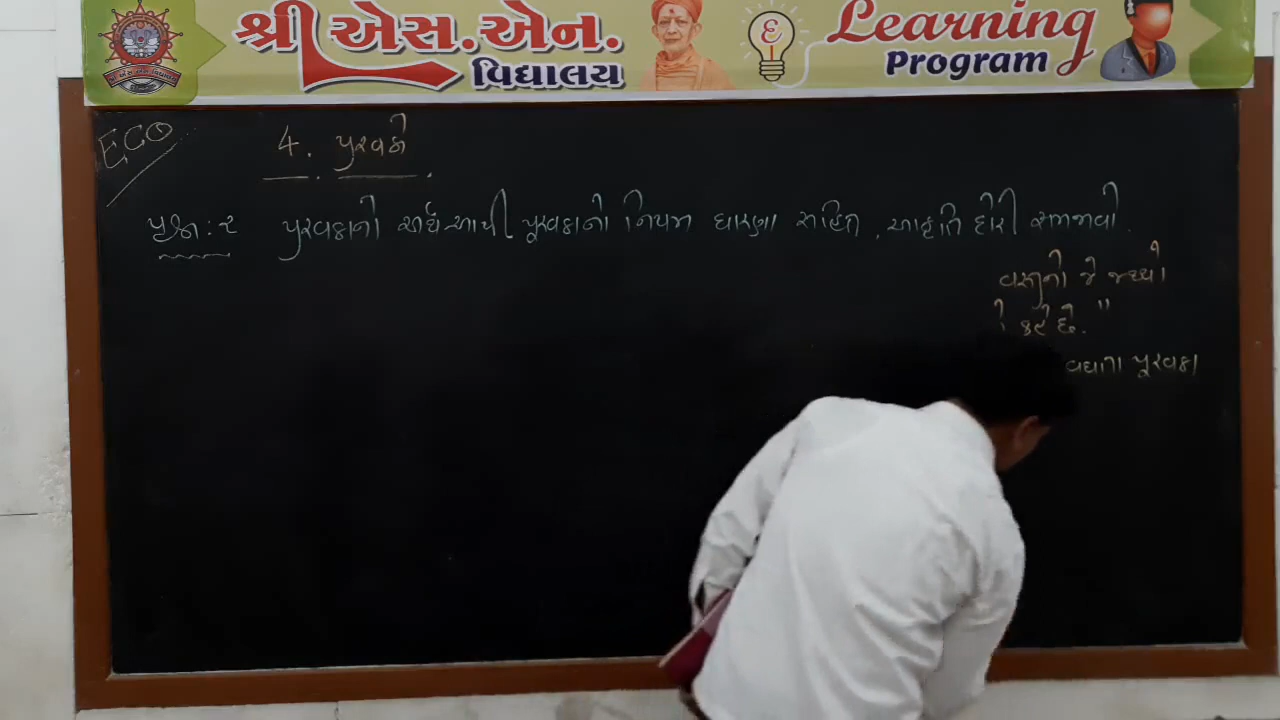 શ્રી એસ.એન.
વિદ્યાલય
Learning
Program
ECO
4. પુરવઠો
પ્રશ્ન : ૨ પુરવઠાનો અર્થ આપી પૂરવઠાનો નિયમ ધારણા સહિત , આકૃતિ દોરી સમજાવો.
વસ્તુનો જે જથ્થો
કરે છે."
વધાતા પૂરવઠા